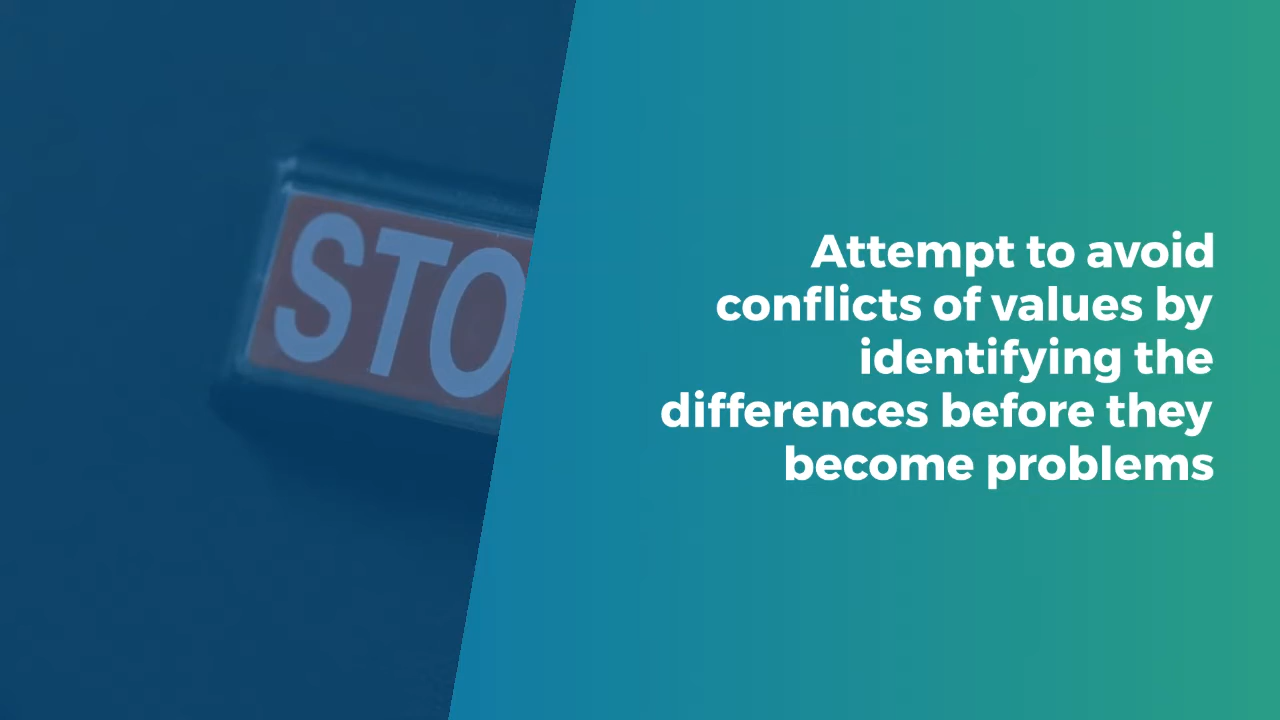 STO
Attempt to avoid
conflicts of values by
identifying the
differences before they
become problems